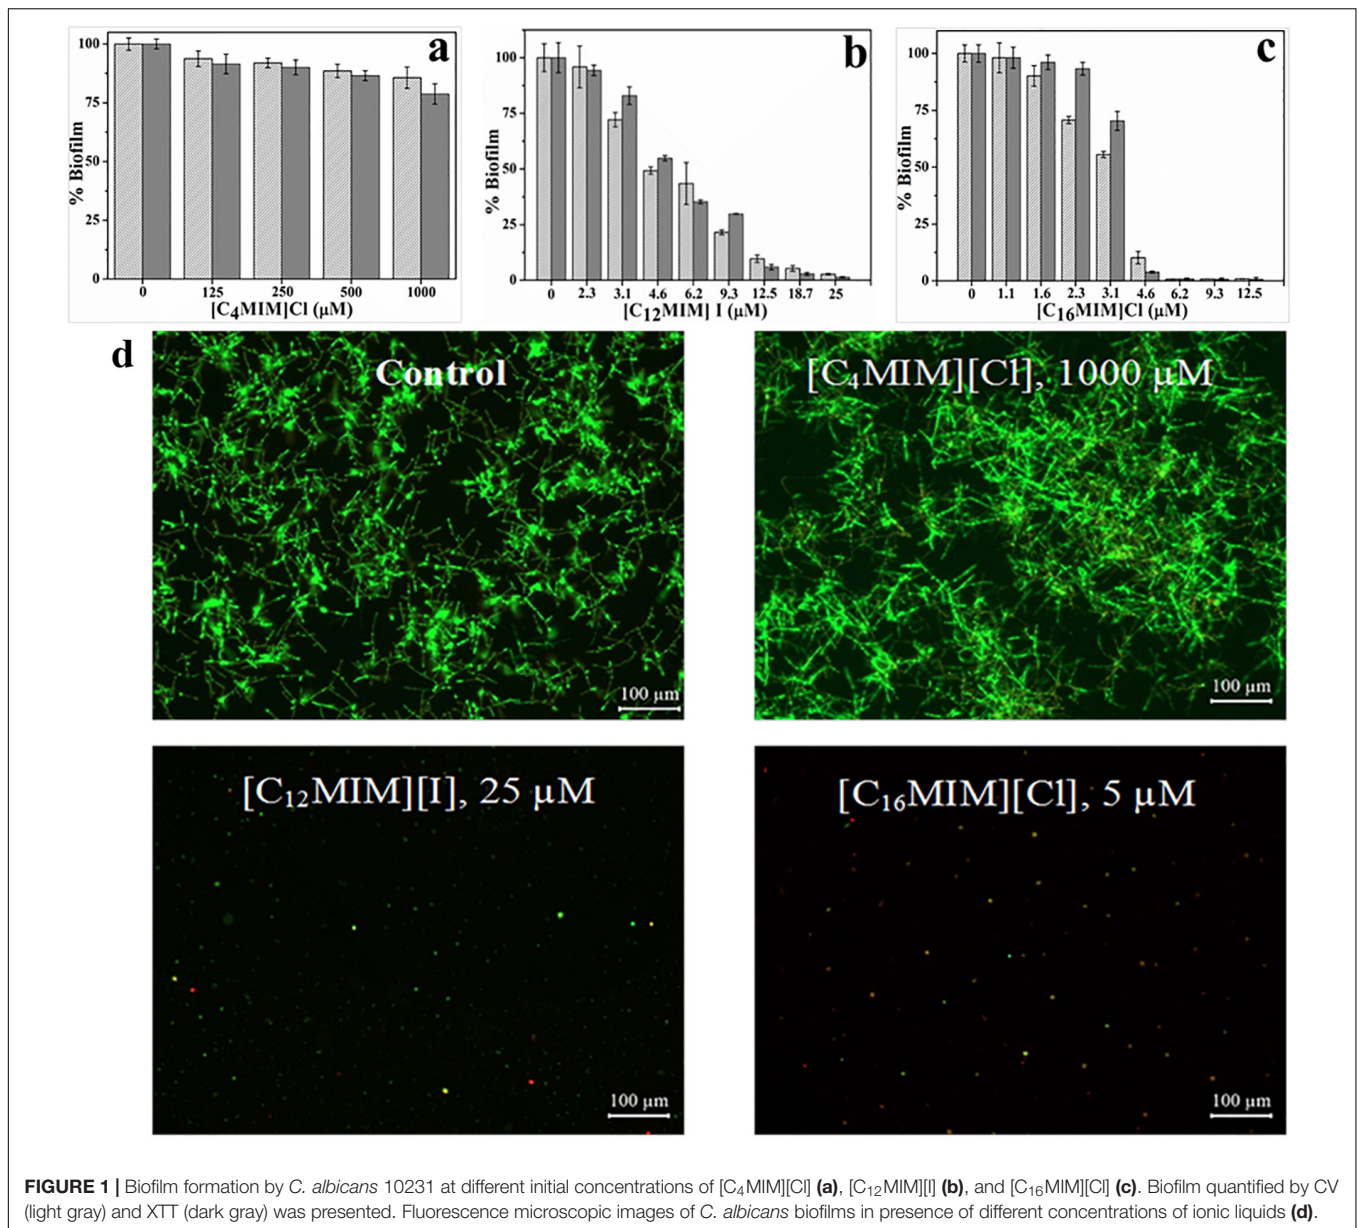 a
100
75
50
25
0
% Biofilm
0 125 250 500 1000
[C₄MIM]Cl (µM)
b
100
75
50
25
0
% Biofilm
0 2.3 3.1 4.6 6.2 9.3 12.5 18.7 25
[C₁₂MIM] I (µM)
c
100
75
50
25
0
% Biofilm
0 1.1 1.6 2.3 3.1 4.6 6.2 9.3 12.5
[C₁₆MIM]Cl (µM)
d
Control
100 µm
[C₄MIM][Cl], 1000 µM
100 µm
[C₁₂MIM][I], 25 µM
100 µm
[C₁₆MIM][Cl], 5 µM
100 µm
FIGURE 1 | Biofilm formation by C. albicans 10231 at different initial concentrations of [C₄MIM][Cl] (a), [C₁₂MIM][I] (b), and [C₁₆MIM][Cl] (c). Biofilm quantified by CV
(light gray) and XTT (dark gray) was presented. Fluorescence microscopic images of C. albicans biofilms in presence of different concentrations of ionic liquids (d).